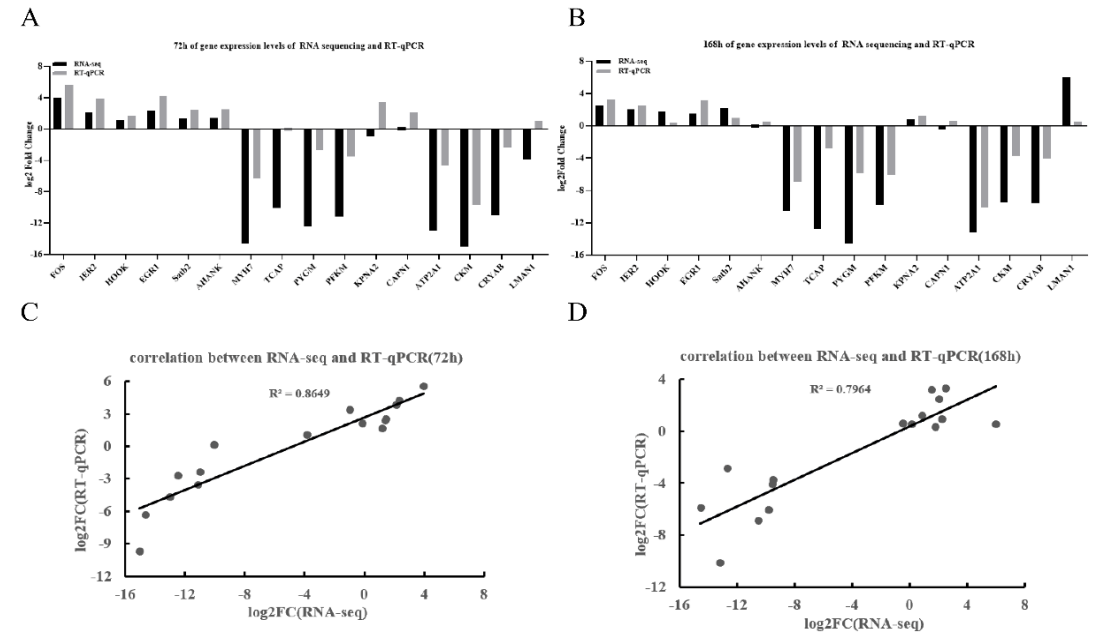 A
72h of gene expression levels of RNA sequencing and RT-qPCR
RNA-seq
RT-qPCR
log2 Fold Change
8
4
0
-4
-8
-12
-16
FOS
IER2
HOOK
EGR1
Satb2
AHANK
MYH7
TCAP
PYGM
PFKM
KPNA2
CAPN1
ATP2A1
CKM
CRYAB
LMAN1
B
168h of gene expression levels of RNA sequencing and RT-qPCR
RNA-seq
RT-qPCR
log2Fold Change
8
4
0
-4
-8
-12
-16
FOS
IER2
HOOK
EGR1
Satb2
AHANK
MYH7
TCAP
PYGM
PFKM
KPNA2
CAPN1
ATP2A1
CKM
CRYAB
LMAN1
C
correlation between RNA-seq and RT-qPCR(72h)
R² = 0.8649
log2FC(RT-qPCR)
6
3
0
-3
-6
-9
-12
-16
-12
-8
-4
0
4
8
log2FC(RNA-seq)
D
correlation between RNA-seq and RT-qPCR(168h)
R² = 0.7964
log2FC(RT-qPCR)
4
0
-4
-8
-12
-16
-12
-8
-4
0
4
8
log2FC(RNA-seq)